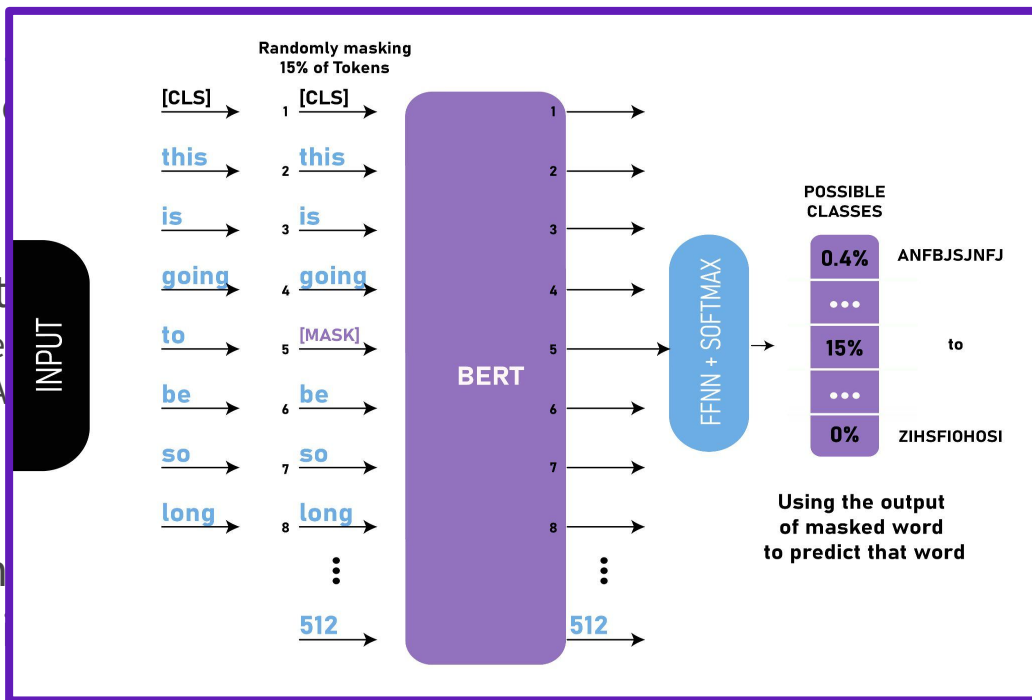 Randomly masking
15% of Tokens
[CLS] 1 [CLS] 1
this 2 this 2
is 3 is 3
going 4 going 4
to 5 [MASK] 5
be 6 be 6
so 7 so 7
long 8 long 8
512 512
INPUT
BERT
FFNN + SOFTMAX
POSSIBLE
CLASSES
0.4% ANFBJSJNFJ
...
15% to
...
0% ZIHSFIOHOSI
Using the output
of masked word
to predict that word